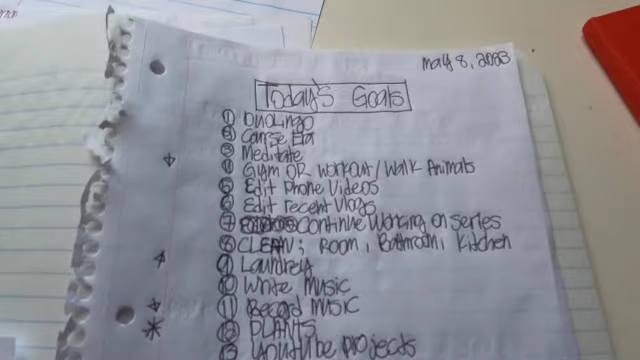 May 8, 2023
Today's Goals
① Duolingo
② Carise Eta
③ Meditate
④ Gym OR Workout/Walk Animals
⑤ Edit Phone Videos
⑥ Edit recent Vlogs
⑦ Continue Working on series
⑧ CLEAN; Room, Bathroom, Kitchen
⑨ Laundrey
⑩ Write Music
⑪ Record Music
⑫ PLANTS
⑬ Youtube projects